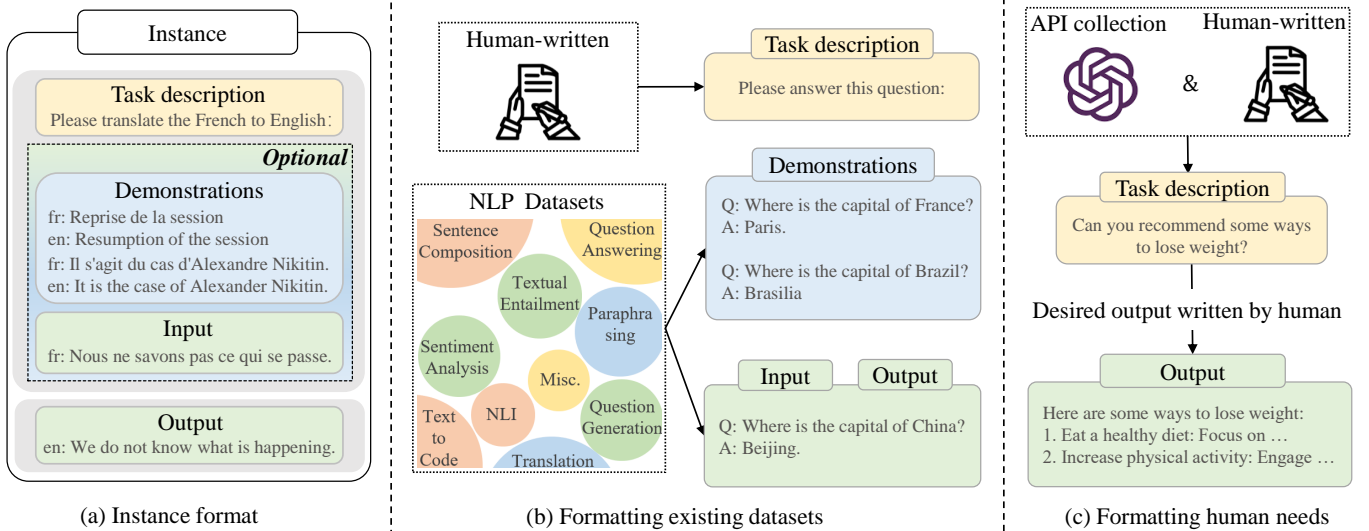 Instance
Task description
Please translate the French to English:
Optional
Demonstrations
fr: Reprise de la session
en: Resumption of the session
fr: Il s'agit du cas d'Alexandre Nikitin.
en: It is the case of Alexander Nikitin.
Input
fr: Nous ne savons pas ce qui se passe.
Output
en: We do not know what is happening.
(a) Instance format
Human-written
Task description
Please answer this question:
NLP Datasets
Sentence
Composition
Question
Answering
Textual
Entailment
Paraphra
sing
Sentiment
Analysis
Misc.
NLI
Question
Generation
Text
to
Code
Translation
Demonstrations
Q: Where is the capital of France?
A: Paris.
Q: Where is the capital of Brazil?
A: Brasilia
Input
Output
Q: Where is the capital of China?
A: Beijing.
(b) Formatting existing datasets
API collection
&
Human-written
Task description
Can you recommend some ways
to lose weight?
Desired output written by human
Output
Here are some ways to lose weight:
1. Eat a healthy diet: Focus on …
2. Increase physical activity: Engage …
(c) Formatting human needs